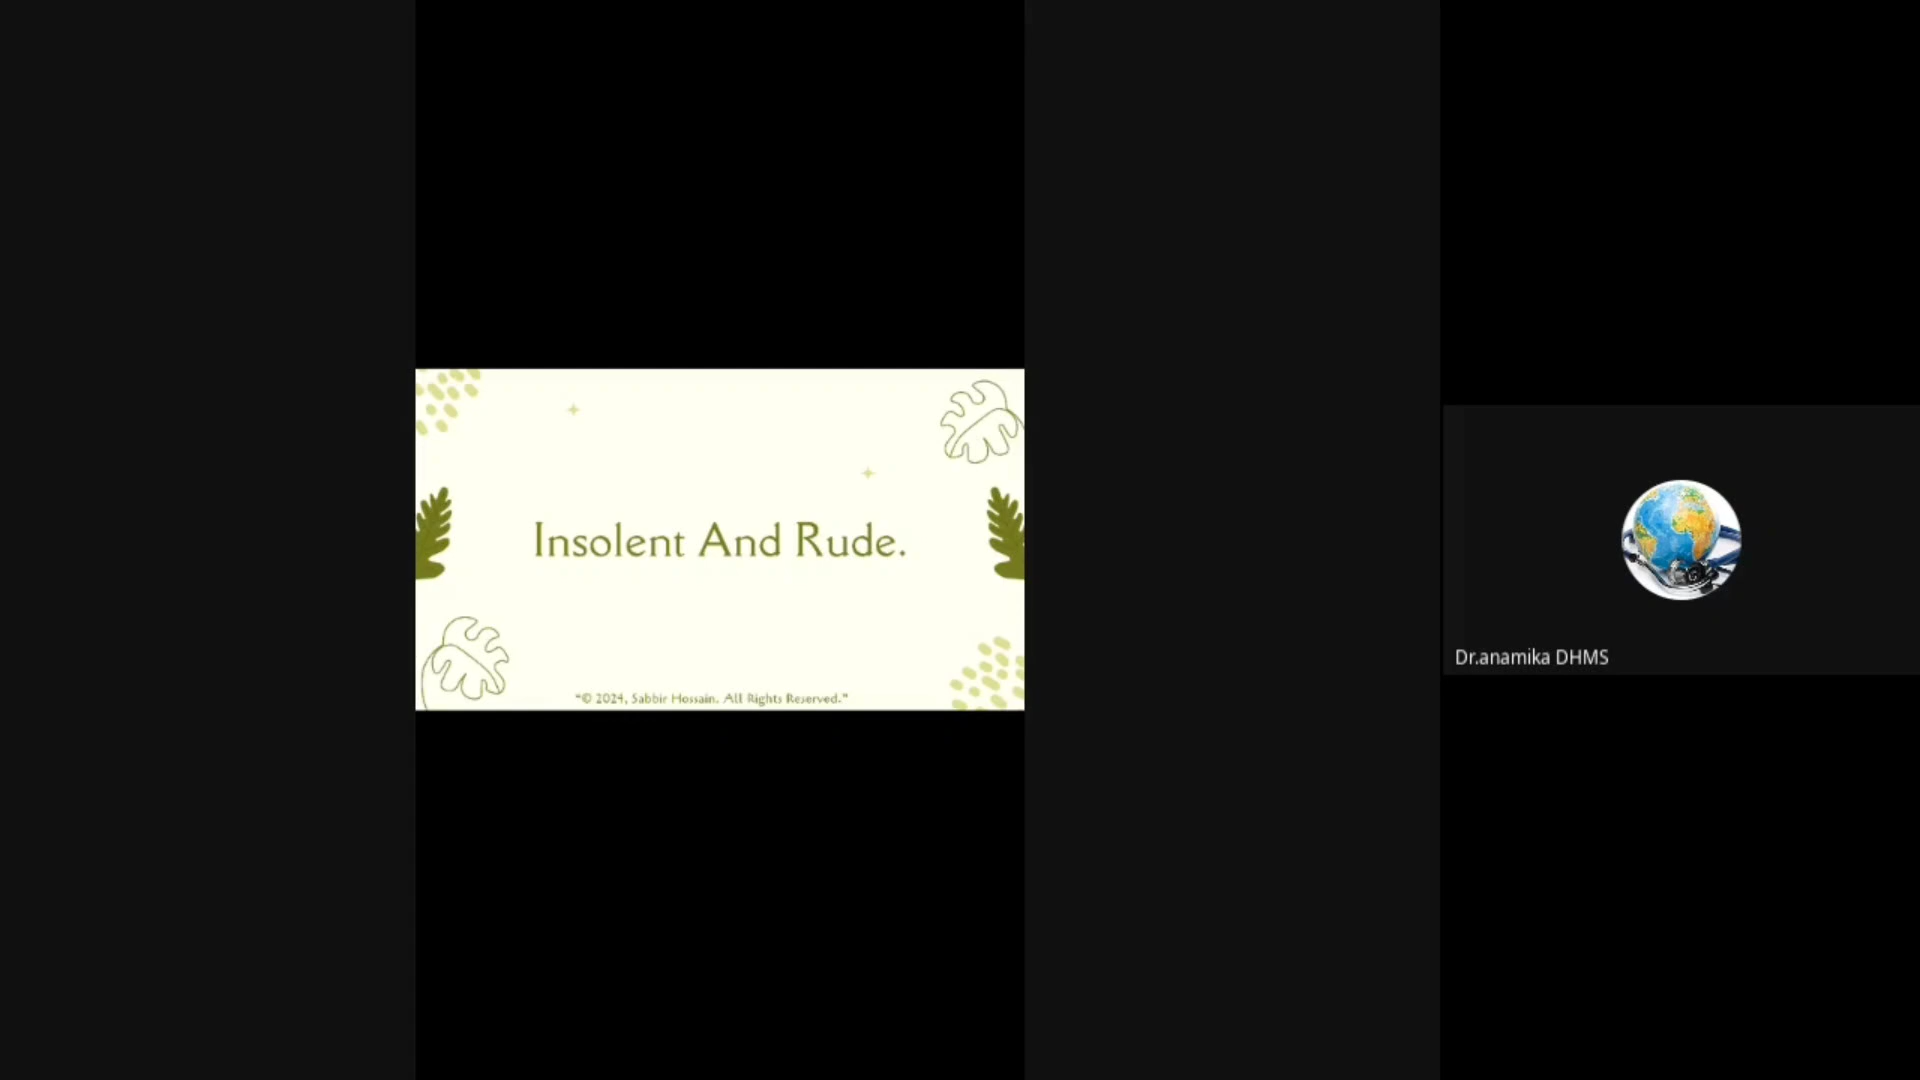 Insolent And Rude.
"© 2024, Sabbir Hossain. All Rights Reserved."
Dr.anamika DHMS